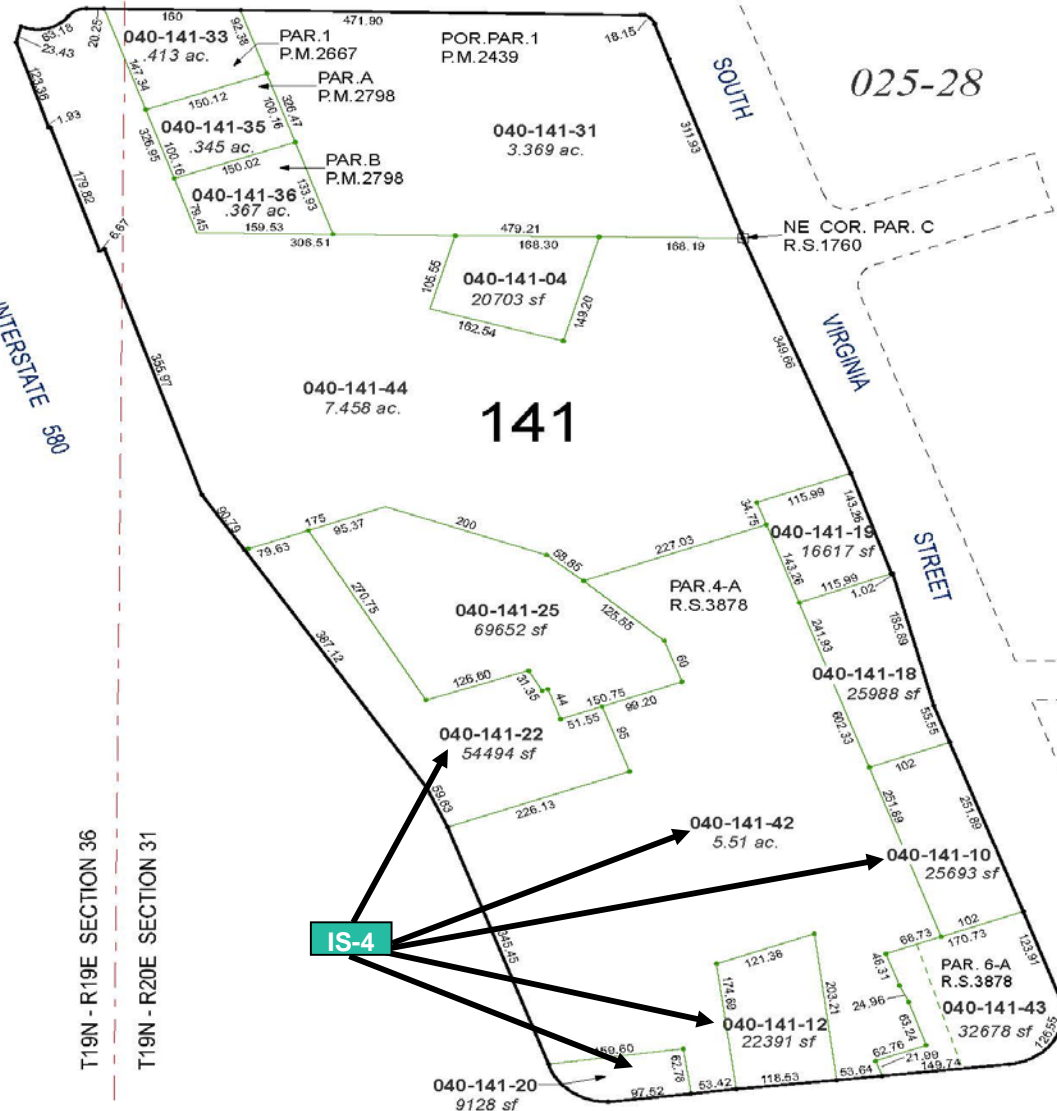 63.18
23.43
20.25
160
471.90
18.15
040-141-33
.413 ac.
92.38
PAR.1
P.M.2667
POR.PAR.1
P.M.2439
SOUTH
025-28
123.36
147.34
150.12
PAR.A
P.M.2798
1.93
326.95
040-141-35
.345 ac.
100.16
326.47
040-141-31
3.369 ac.
311.93
100.16
150.02
PAR.B
P.M.2798
179.82
040-141-36
.367 ac.
133.93
79.45
159.53
306.51
479.21
168.30
168.19
NE COR. PAR. C
R.S.1760
6.67
105.55
040-141-04
20703 sf
149.20
162.54
INTERSTATE 580
355.97
349.66
VIRGINIA
040-141-44
7.458 ac.
141
90.79
79.63
175
95.37
200
68.85
227.03
34.75
115.99
143.26
040-141-19
16617 sf
143.26
115.99
1.02
STREET
270.75
040-141-25
69652 sf
125.55
PAR.4-A
R.S.3878
60
387.12
126.60
31.35
44
150.75
51.55
99.20
241.93
185.89
040-141-18
25988 sf
040-141-22
54494 sf
95
602.33
55.55
102
59.63
226.13
251.89
251.89
040-141-42
5.51 ac.
040-141-10
25693 sf
T19N - R19E SECTION 36
T19N - R20E SECTION 31
IS-4
345.45
121.36
174.69
203.21
68.73
102
170.73
123.91
46.31
PAR. 6-A
R.S.3878
24.96
040-141-43
32678 sf
63.24
040-141-12
22391 sf
159.60
62.78
62.76
21.99
126.55
040-141-20
9128 sf
97.52
53.42
118.53
53.64
149.74